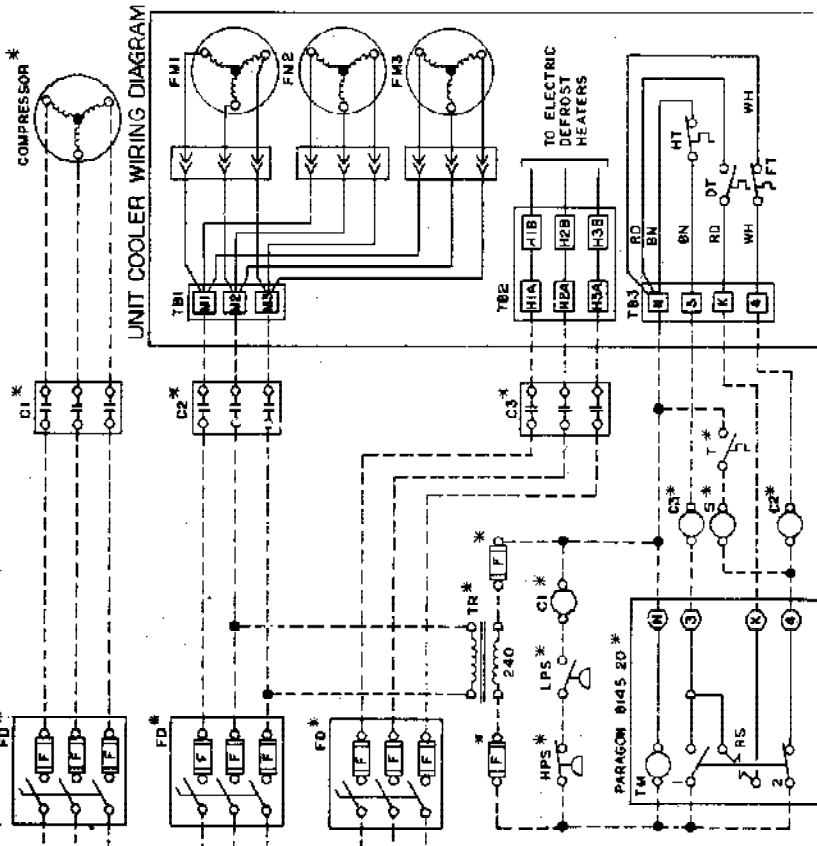 UNIT COOLER WIRING DIAGRAM
COMPRESSOR*
FM1
FM2
FM3
TO ELECTRIC
DEFROST
HEATERS
HT
WH
DT
FT
RD
BN
BN
RD
WH
H1B
H2B
H3B
TB1
M1
M2
M3
TB2
H1A
H2A
H3A
TB3
N
3
K
4
C1*
C2*
C3*
T*
C3*
S*
C2*
*
F
TR*
240
C1*
LPS*
HPS*
*
F
PARAGON 8145 20*
N
3
K
4
TM
1
RS
2
FD*
F
F
F
FD*
F
F
F
FD*
F
F
F